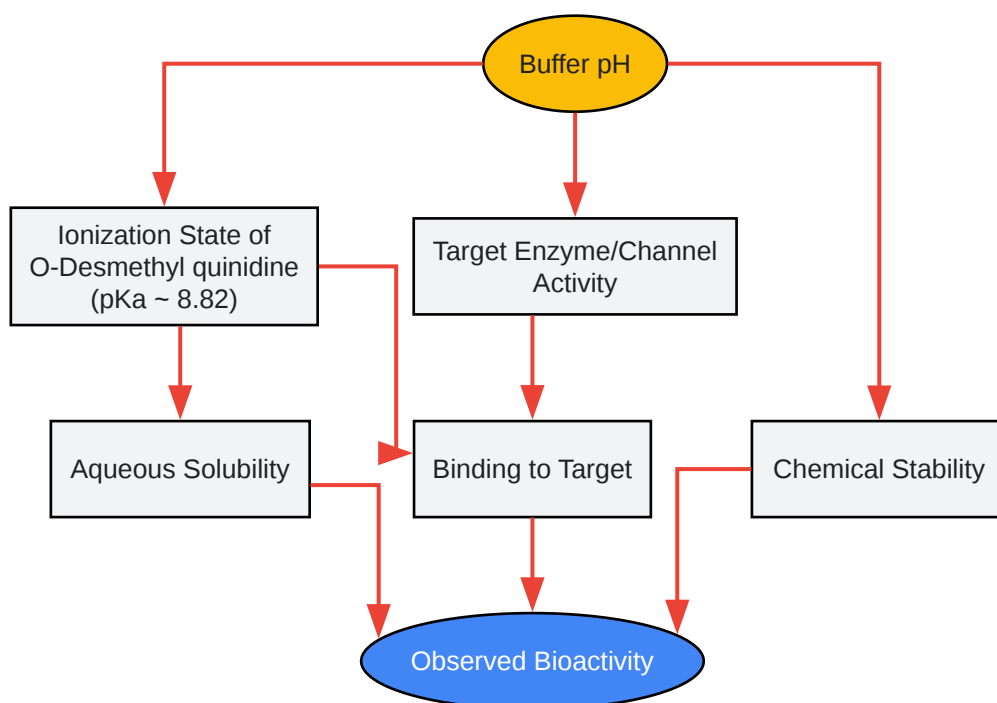 Buffer pH
Ionization State of
O-Desmethyl quinidine
(pKa ~ 8.82)
Target Enzyme/Channel
Activity
Aqueous Solubility
Binding to Target
Chemical Stability
Observed Bioactivity